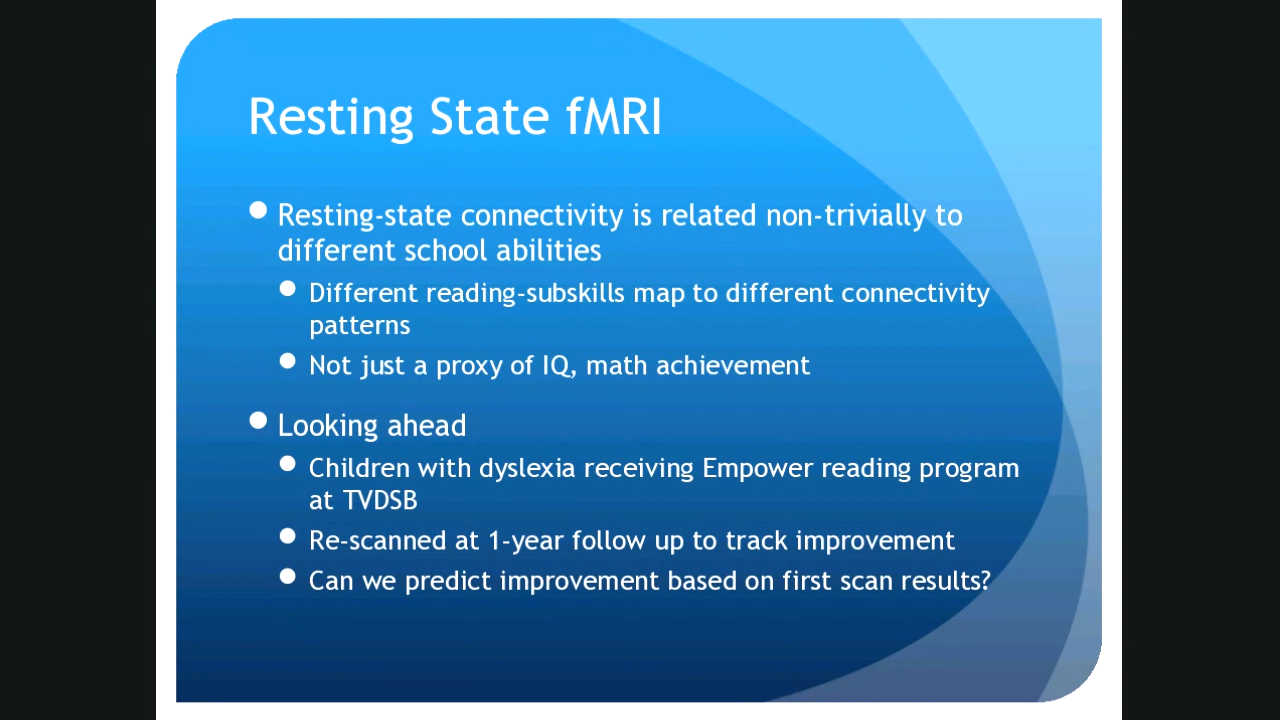 Resting State fMRI
Resting-state connectivity is related non-trivially to
different school abilities
Different reading-subskills map to different connectivity
patterns
Not just a proxy of IQ, math achievement
Looking ahead
Children with dyslexia receiving Empower reading program
at TVDSB
Re-scanned at 1-year follow up to track improvement
Can we predict improvement based on first scan results?